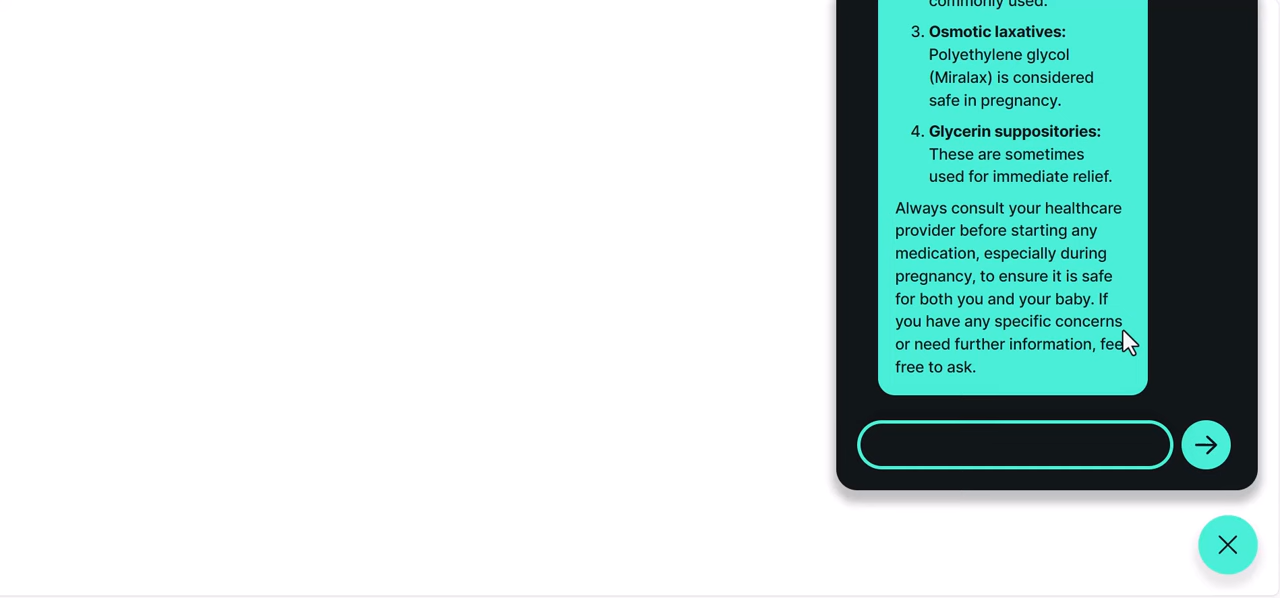 commonly used.
3. Osmotic laxatives:
Polyethylene glycol
(Miralax) is considered
safe in pregnancy.
4. Glycerin suppositories:
These are sometimes
used for immediate relief.
Always consult your healthcare
provider before starting any
medication, especially during
pregnancy, to ensure it is safe
for both you and your baby. If
you have any specific concerns
or need further information, fee
free to ask.